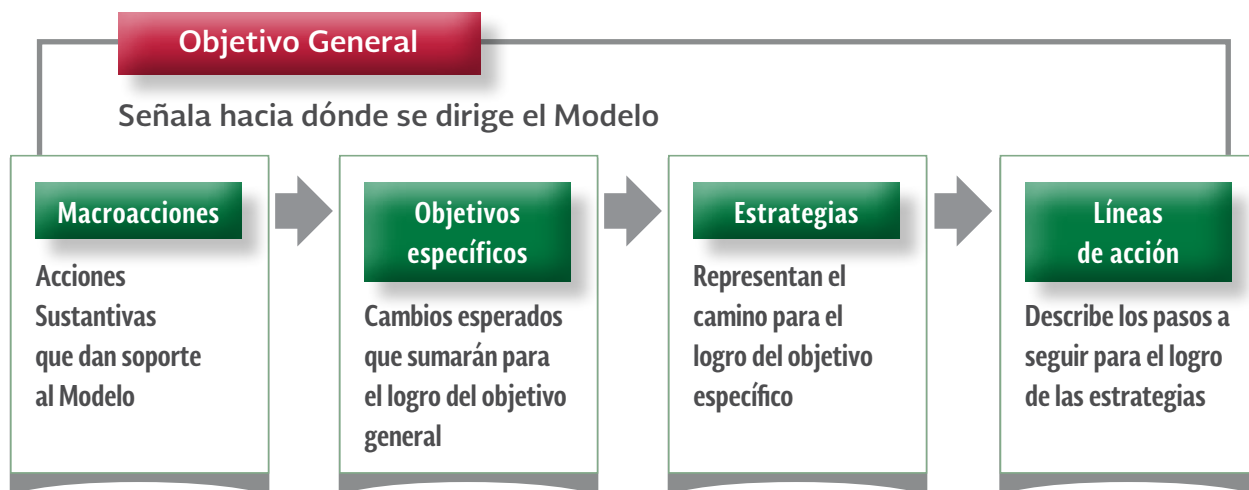 Objetivo General
Señala hacia dónde se dirige el Modelo
Macroacciones
Acciones
Sustantivas
que dan soporte
al Modelo
Objetivos
específicos
Cambios esperados
que sumarán para
el logro del objetivo
general
Estrategias
Representan el
camino para el
logro del objetivo
específico
Líneas
de acción
Describe los pasos a
seguir para el logro
de las estrategias